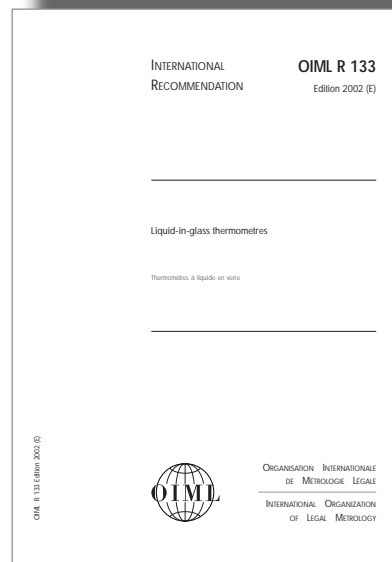 INTERNATIONAL
RECOMMENDATION
OIML R 133
Edition 2002 (E)
Liquid-in-glass thermometres
Thermomètres à liquide en verre
OIML R 133 Edition 2002 (E)
OIML
ORGANISATION INTERNATIONALE
DE MÉTROLOGIE LÉGALE
INTERNATIONAL ORGANIZATION
OF LEGAL METROLOGY